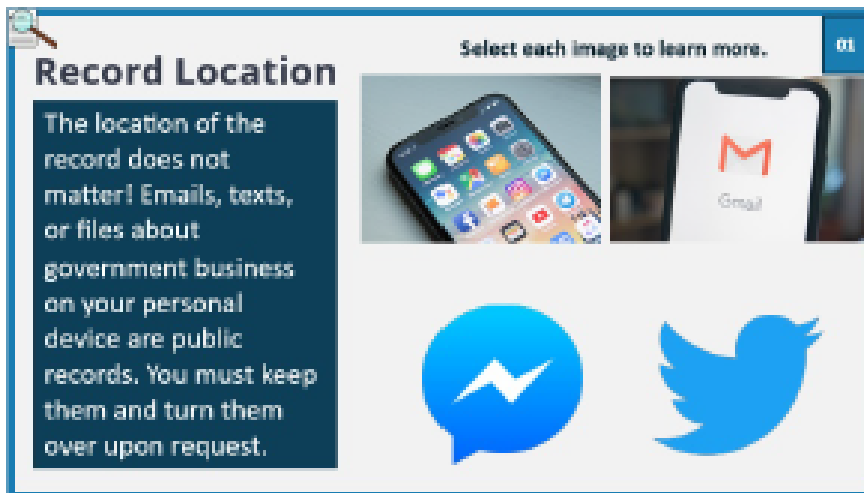 Record Location
The location of the
record does not
matter! Emails, texts,
or files about
government business
on your personal
device are public
records. You must keep
them and turn them
over upon request.
Select each image to learn more.
01
Gmail